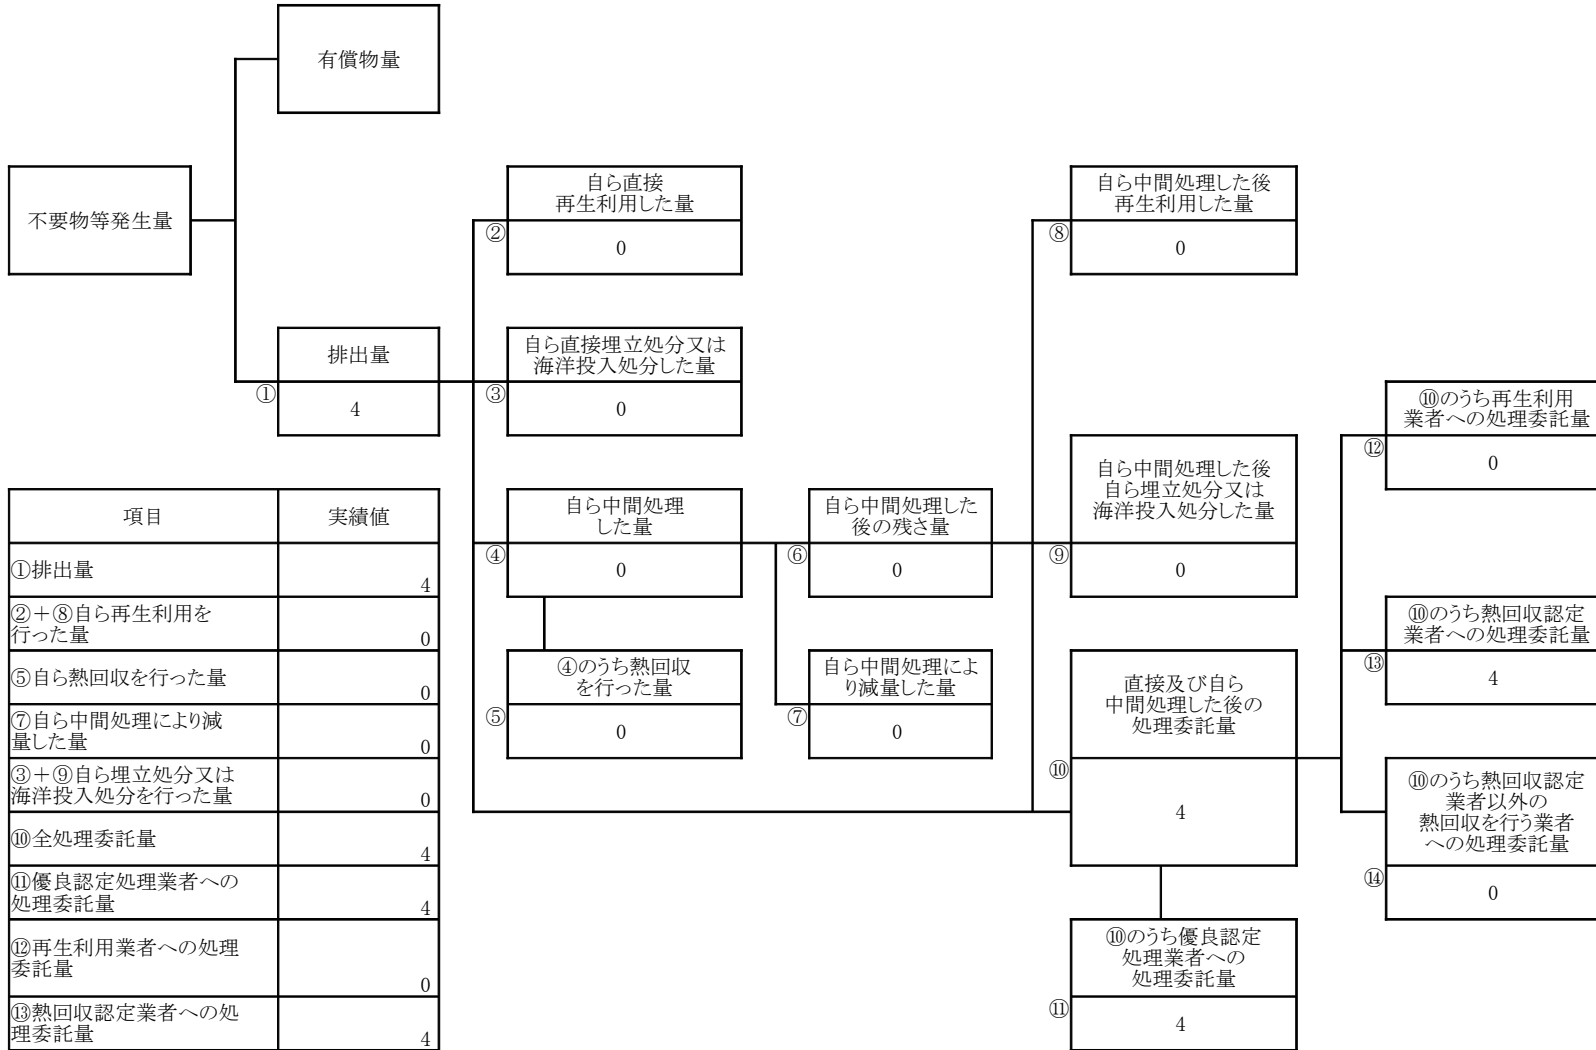 有償物量
不要物等発生量
排出量
①
4
自ら直接
再生利用した量
②
0
自ら直接埋立処分又は
海洋投入処分した量
③
0
自ら中間処理
した量
④
0
④のうち熱回収
を行った量
⑤
0
自ら中間処理した
後の残さ量
⑥
0
自ら中間処理によ
り減量した量
⑦
0
自ら中間処理した後
再生利用した量
⑧
0
自ら中間処理した後
自ら埋立処分又は
海洋投入処分した量
⑨
0
直接及び自ら
中間処理した後の
処理委託量
⑩
4
⑩のうち優良認定
処理業者への
処理委託量
⑪
4
⑩のうち再生利用
業者への処理委託量
⑫
0
⑩のうち熱回収認定
業者への処理委託量
⑬
4
⑩のうち熱回収認定
業者以外の
熱回収を行う業者
への処理委託量
⑭
0
項目 実績値
①排出量 4
②+⑧自ら再生利用を
行った量 0
⑤自ら熱回収を行った量 0
⑦自ら中間処理により減
量した量 0
③+⑨自ら埋立処分又は
海洋投入処分を行った量 0
⑩全処理委託量 4
⑪優良認定処理業者への
処理委託量 4
⑫再生利用業者への処理
委託量 0
⑬熱回収認定業者への処
理委託量 4